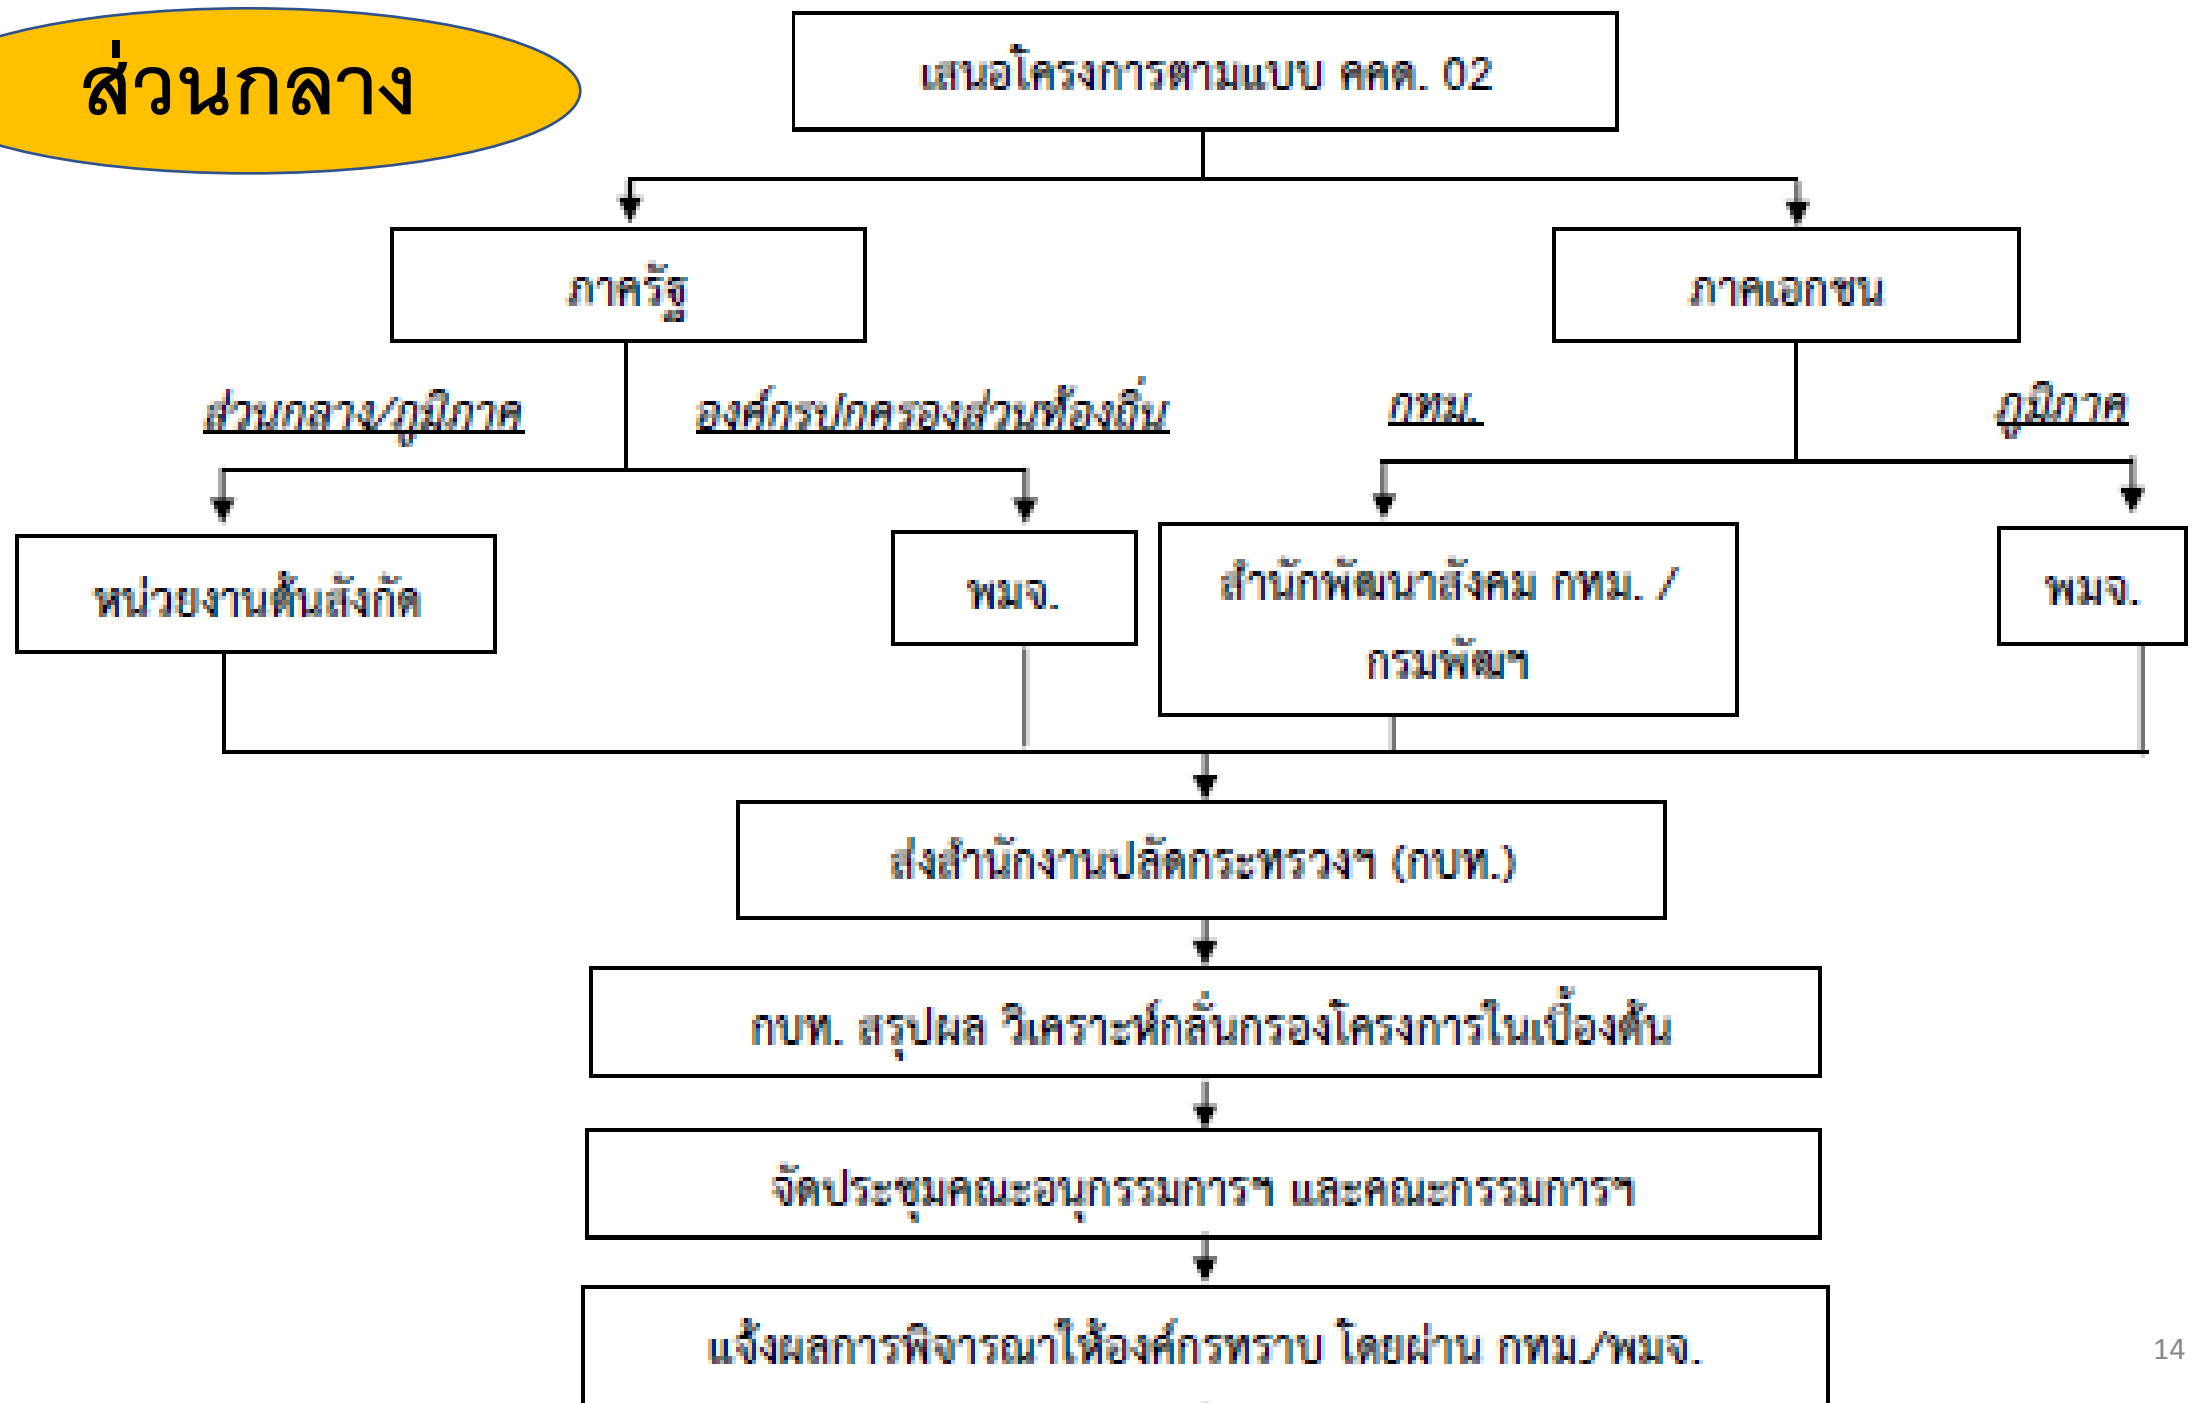 ส่วนกลาง
เสนอโครงการตามแบบ คคด. 02
ภาครัฐ
ภาคเอกชน
ส่วนกลาง/ภูมิภาค
องค์กรปกครองส่วนท้องถิ่น
กทม.
ภูมิภาค
หน่วยงานต้นสังกัด
พมจ.
สำนักพัฒนาสังคม กทม. /
กรมพัฒฯ
พมจ.
ส่งสำนักงานปลัดกระทรวงฯ (กบท.)
กบท. สรุปผล วิเคราะห์กลั่นกรองโครงการในเบื้องต้น
จัดประชุมคณะอนุกรรมการฯ และคณะกรรมการฯ
แจ้งผลการพิจารณาให้องค์กรทราบ โดยผ่าน กทม./พมจ.
14